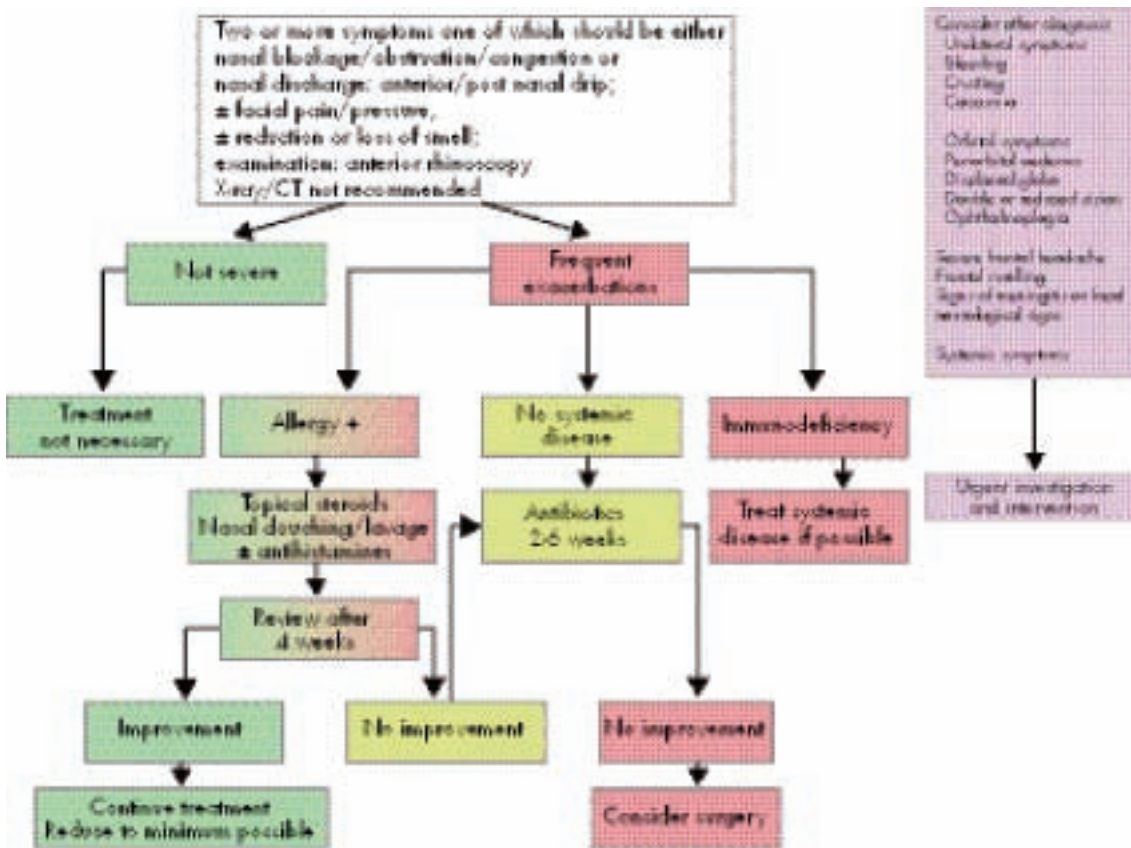 Two or more symptoms one of which should be either
nasal blockage/obstruction/congestion or
nasal discharge: anterior/post nasal drip;
± facial pain/pressure,
± reduction or loss of smell;
examination: anterior rhinoscopy
X-ray/CT not recommended
Not severe
Frequent
exacerbations
Treatment
not necessary
Allergy +
No systemic
disease
Immunodeficiency
Topical steroids
Nasal douching/lavage
± antihistamines
Antibiotics
2-6 weeks
Treat systemic
disease if possible
Review after
4 weeks
Improvement
No improvement
No improvement
Continue treatment
Reduse to minimum possible
Consider surgery
Consider other diagnosis
Unilateral symptoms
Bleeding
Crusting
Cacosmia
Orbital symptoms
Periorbital oedema
Displaced globe
Double or reduced vision
Ophthalmoplegia
Severe frontal headache
Frontal swelling
Signs of meningitis or focal
neurological signs
Systemic symptoms
Urgent investigation
and intervention